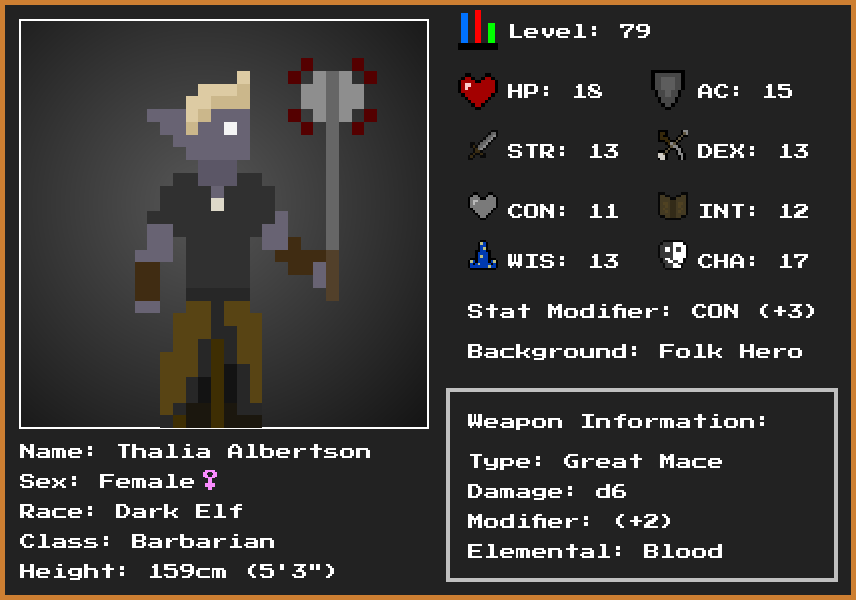 Level: 79
HP: 18 AC: 15
STR: 13 DEX: 13
CON: 11 INT: 12
WIS: 13 CHA: 17
Stat Modifier: CON (+3)
Background: Folk Hero
Weapon Information:
Type: Great Mace
Damage: d6
Modifier: (+2)
Elemental: Blood
Name: Thalia Albertson
Sex: Female♀
Race: Dark Elf
Class: Barbarian
Height: 159cm (5'3")